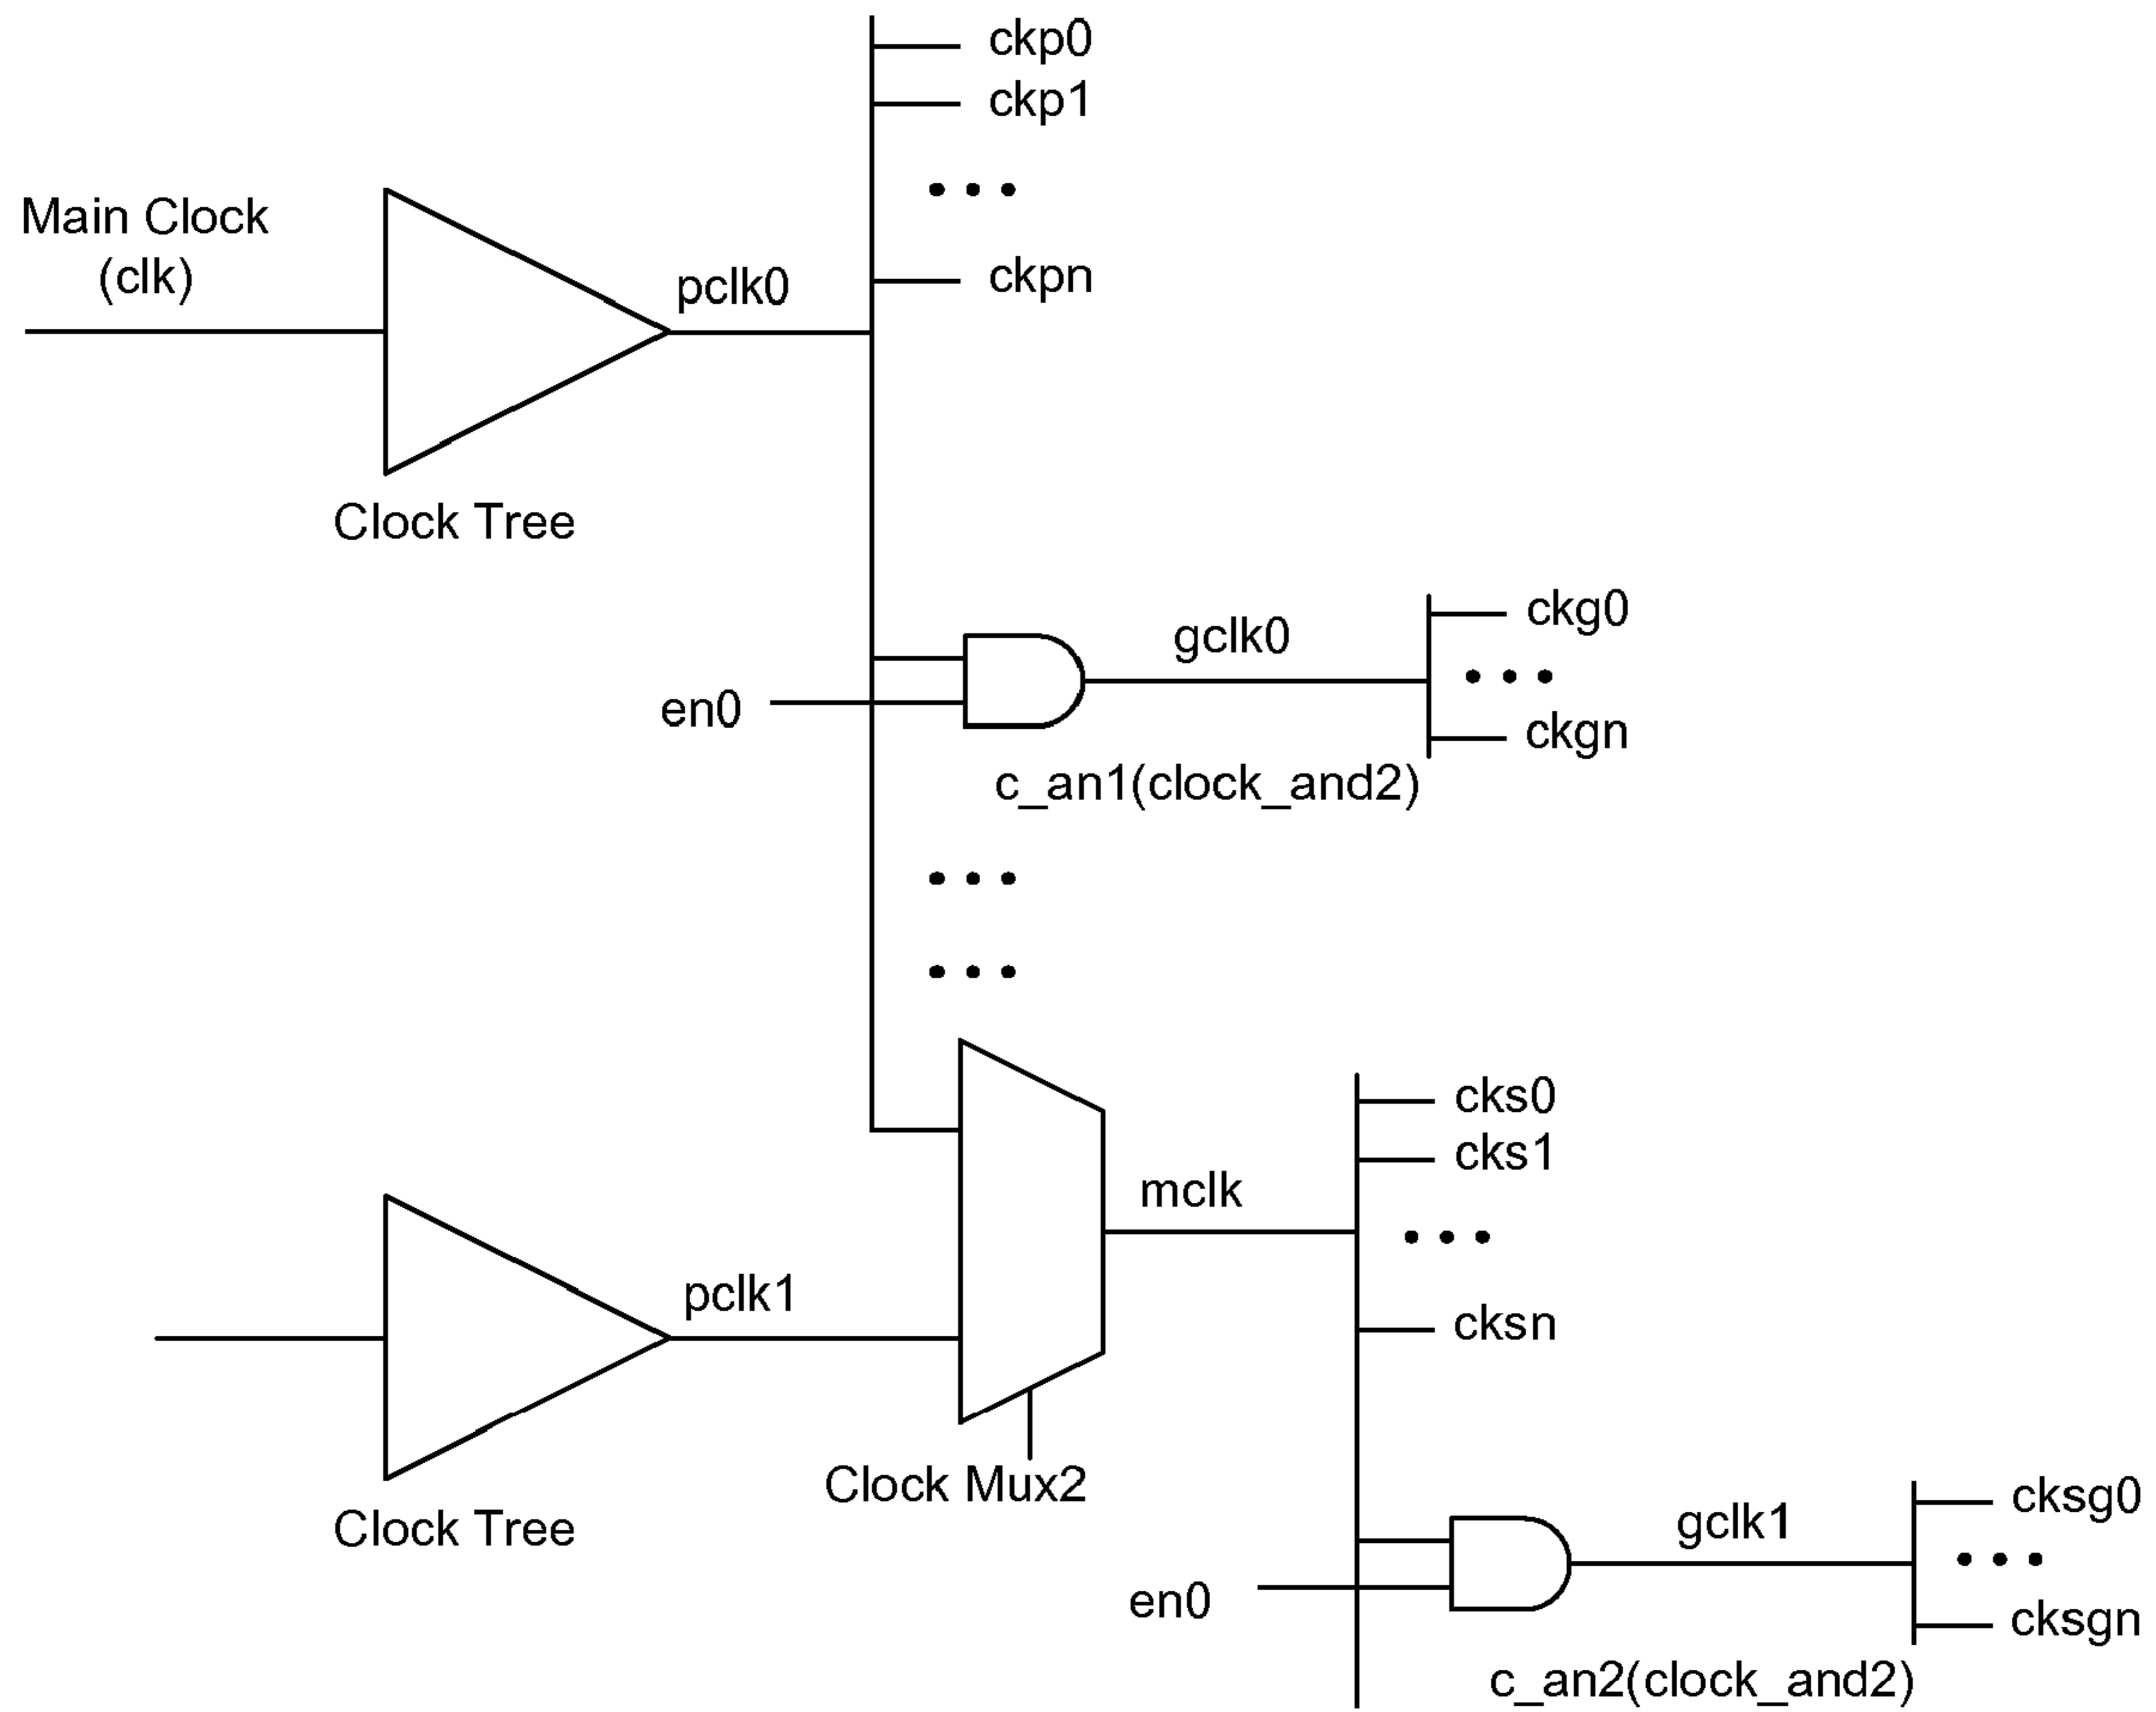 ckp0
ckp1
• • •
Main Clock
(clk)
pclk0
ckpn
Clock Tree
ckg0
gclk0
• • •
en0
ckgn
c_an1(clock_and2)
• • •
• • •
cks0
cks1
mclk
• • •
pclk1
cksn
Clock Mux2
Clock Tree
cksg0
gclk1
• • •
en0
cksgn
c_an2(clock_and2)